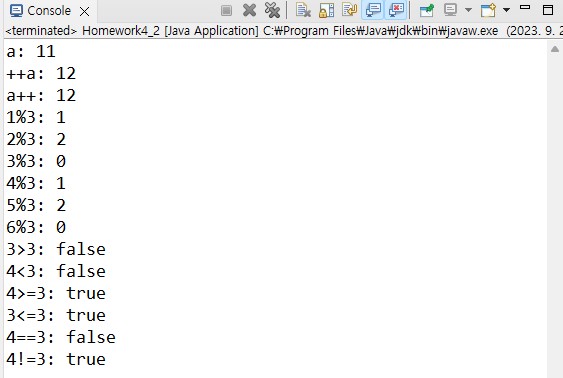 Console
<terminated> Homework4_2 [Java Application] C:₩Program Files₩Java₩jdk₩bin₩javaw.exe (2023. 9. 2
a: 11
++a: 12
a++: 12
1%3: 1
2%3: 2
3%3: 0
4%3: 1
5%3: 2
6%3: 0
3>3: false
4<3: false
4>=3: true
3<=3: true
4==3: false
4!=3: true